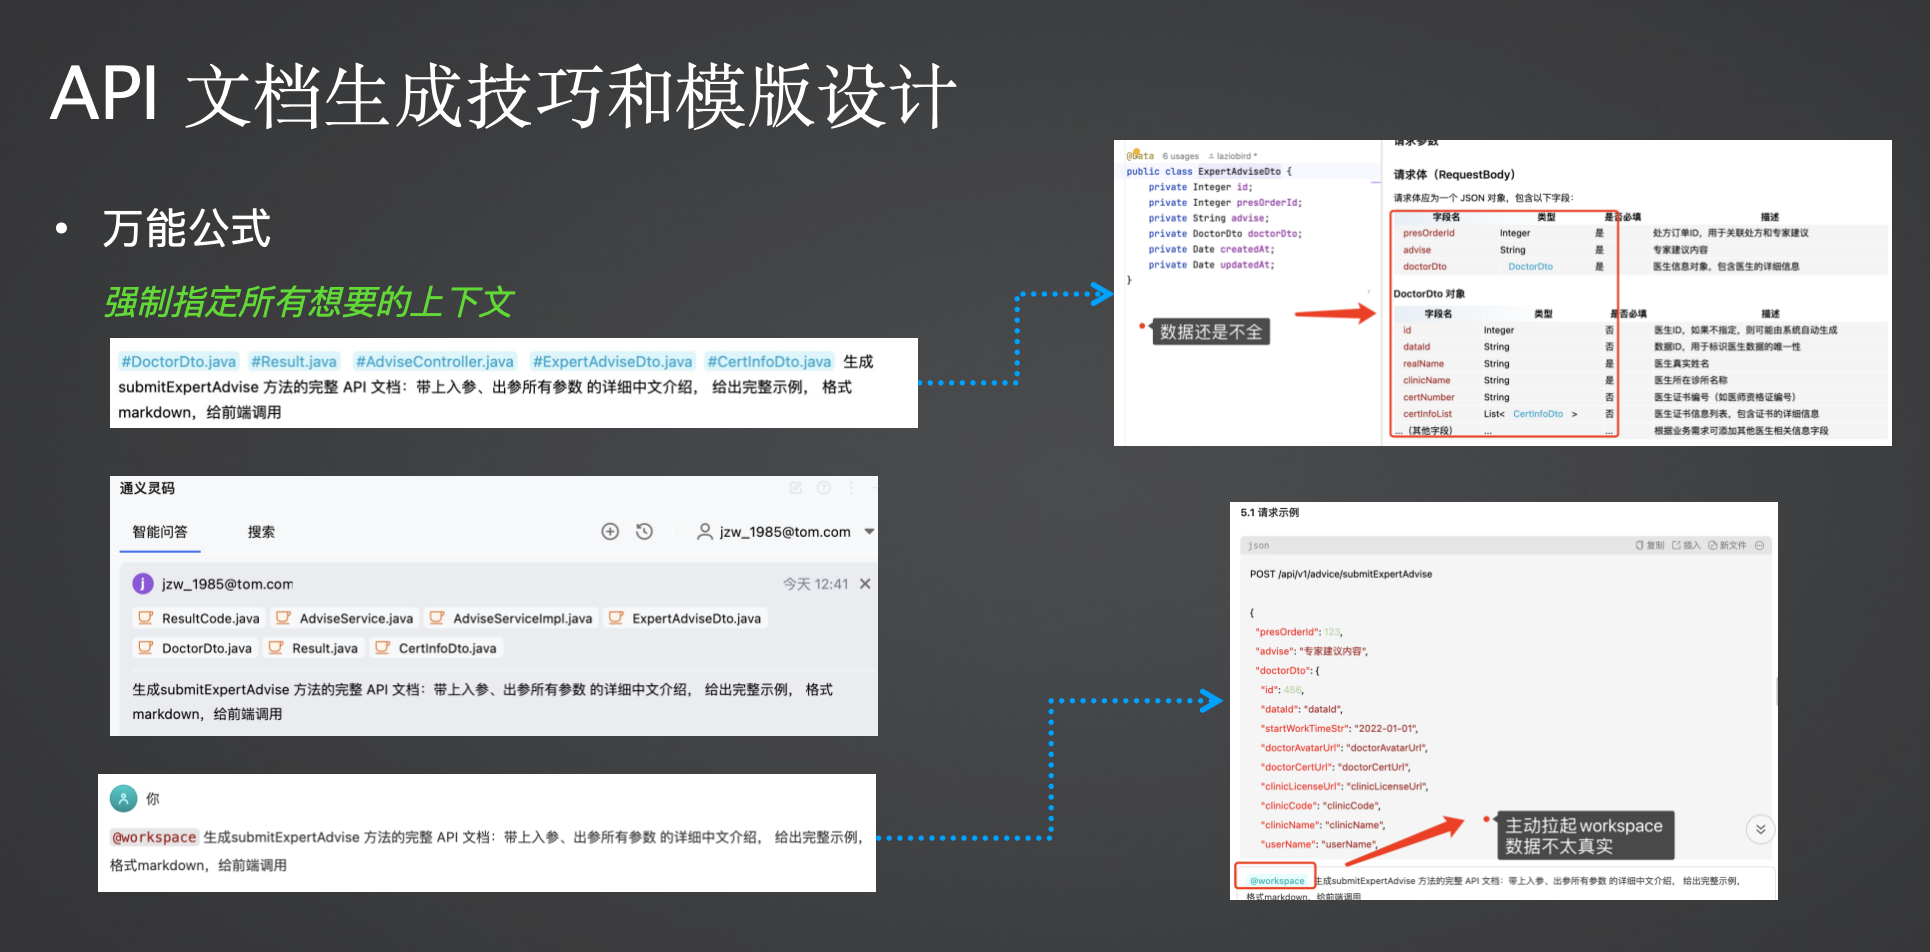 API 文档生成技巧和模版设计
• 万能公式
强制指定所有想要的上下文
#DoctorDto.java #Result.java #AdviseController.java #ExpertAdviseDto.java #CertInfoDto.java 生成
submitExpertAdvise 方法的完整 API 文档：带上入参、出参所有参数 的详细中文介绍， 给出完整示例， 格式
markdown，给前端调用
通义灵码
智能问答 搜索 jzw_1985@tom.com
j jzw_1985@tom.com 今天 12:41
ResultCode.java AdviseService.java AdviseServiceImpl.java ExpertAdviseDto.java
DoctorDto.java Result.java CertInfoDto.java
生成submitExpertAdvise 方法的完整 API 文档：带上入参、出参所有参数 的详细中文介绍， 给出完整示例， 格式
markdown，给前端调用
你
@workspace 生成submitExpertAdvise 方法的完整 API 文档：带上入参、出参所有参数 的详细中文介绍， 给出完整示例，
格式markdown，给前端调用
@Data 6 usages laziobird *
public class ExpertAdviseDto {
private Integer id;
private Integer presOrderId;
private String advise;
private DoctorDto doctorDto;
private Date createdAt;
private Date updatedAt;
}
数据还是不全
请求参数
请求体（RequestBody）
请求体应为一个 JSON 对象，包含以下字段：
字段名 类型 是否必填 描述
presOrderId Integer 是 处方订单ID，用于关联处方和专家建议
advise String 是 专家建议内容
doctorDto DoctorDto 是 医生信息对象，包含医生的详细信息
DoctorDto 对象
字段名 类型 是否必填 描述
id Integer 否 医生ID，如果不指定，则可能由系统自动生成
dataId String 否 数据ID，用于标识医生数据的唯一性
realName String 是 医生真实姓名
clinicName String 是 医生所在诊所名称
certNumber String 否 医生证书编号（如医师资格证编号）
certInfoList List< CertInfoDto > 否 医生证书信息列表，包含证书的详细信息
...（其他字段） ... ... 根据业务需求可添加其他医生相关信息字段
5.1 请求示例
json 复制 插入 新文件
POST /api/v1/advice/submitExpertAdvise
{
"presOrderId": 123,
"advise": "专家建议内容",
"doctorDto": {
"id": 456,
"dataId": "dataId",
"startWorkTimeStr": "2022-01-01",
"doctorAvatarUrl": "doctorAvatarUrl",
"doctorCertUrl": "doctorCertUrl",
"clinicLicenseUrl": "clinicLicenseUrl",
"clinicCode": "clinicCode",
"clinicName": "clinicName",
"userName": "userName",
主动拉起workspace
数据不太真实
@workspace 生成submitExpertAdvise 方法的完整 API 文档：带上入参、出参所有参数 的详细中文介绍， 给出完整示例，
格式markdown，给前端调用